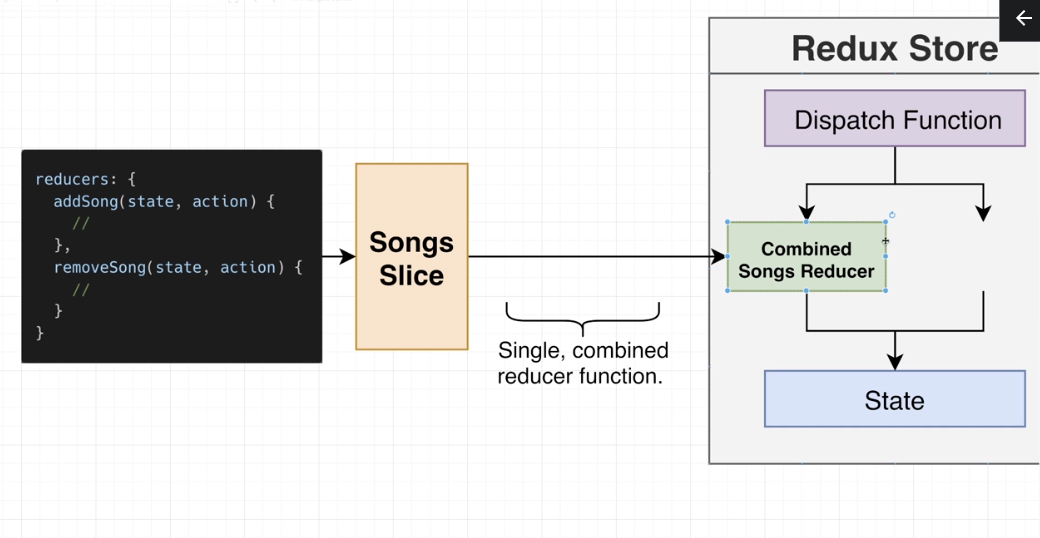 Redux Store
Dispatch Function
reducers: {
  addSong(state, action) {
    //
  },
  removeSong(state, action) {
    //
  }
}
Songs
Slice
Combined
Songs Reducer
Single, combined
reducer function.
State